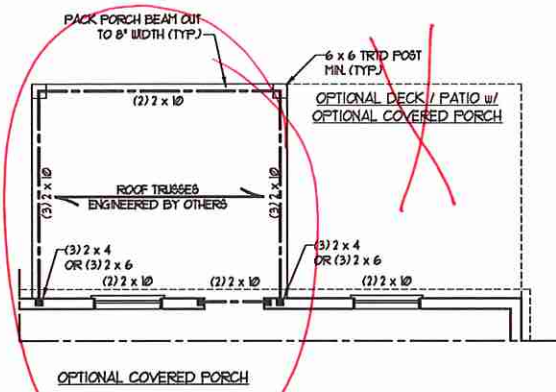 PACK PORCH BEAM OUT
TO 8" WIDTH (TYP.)
6 x 6 TRTD POST
MIN. (TYP.)
(2) 2 x 10
OPTIONAL DECK / PATIO w/
OPTIONAL COVERED PORCH
(3) 2 x 10
ROOF TRUSSES
ENGINEERED BY OTHERS
(3) 2 x 10
(3) 2 x 4
OR (3) 2 x 6
(3) 2 x 4
OR (3) 2 x 6
(2) 2 x 10
(2) 2 x 10
(2) 2 x 10
OPTIONAL COVERED PORCH